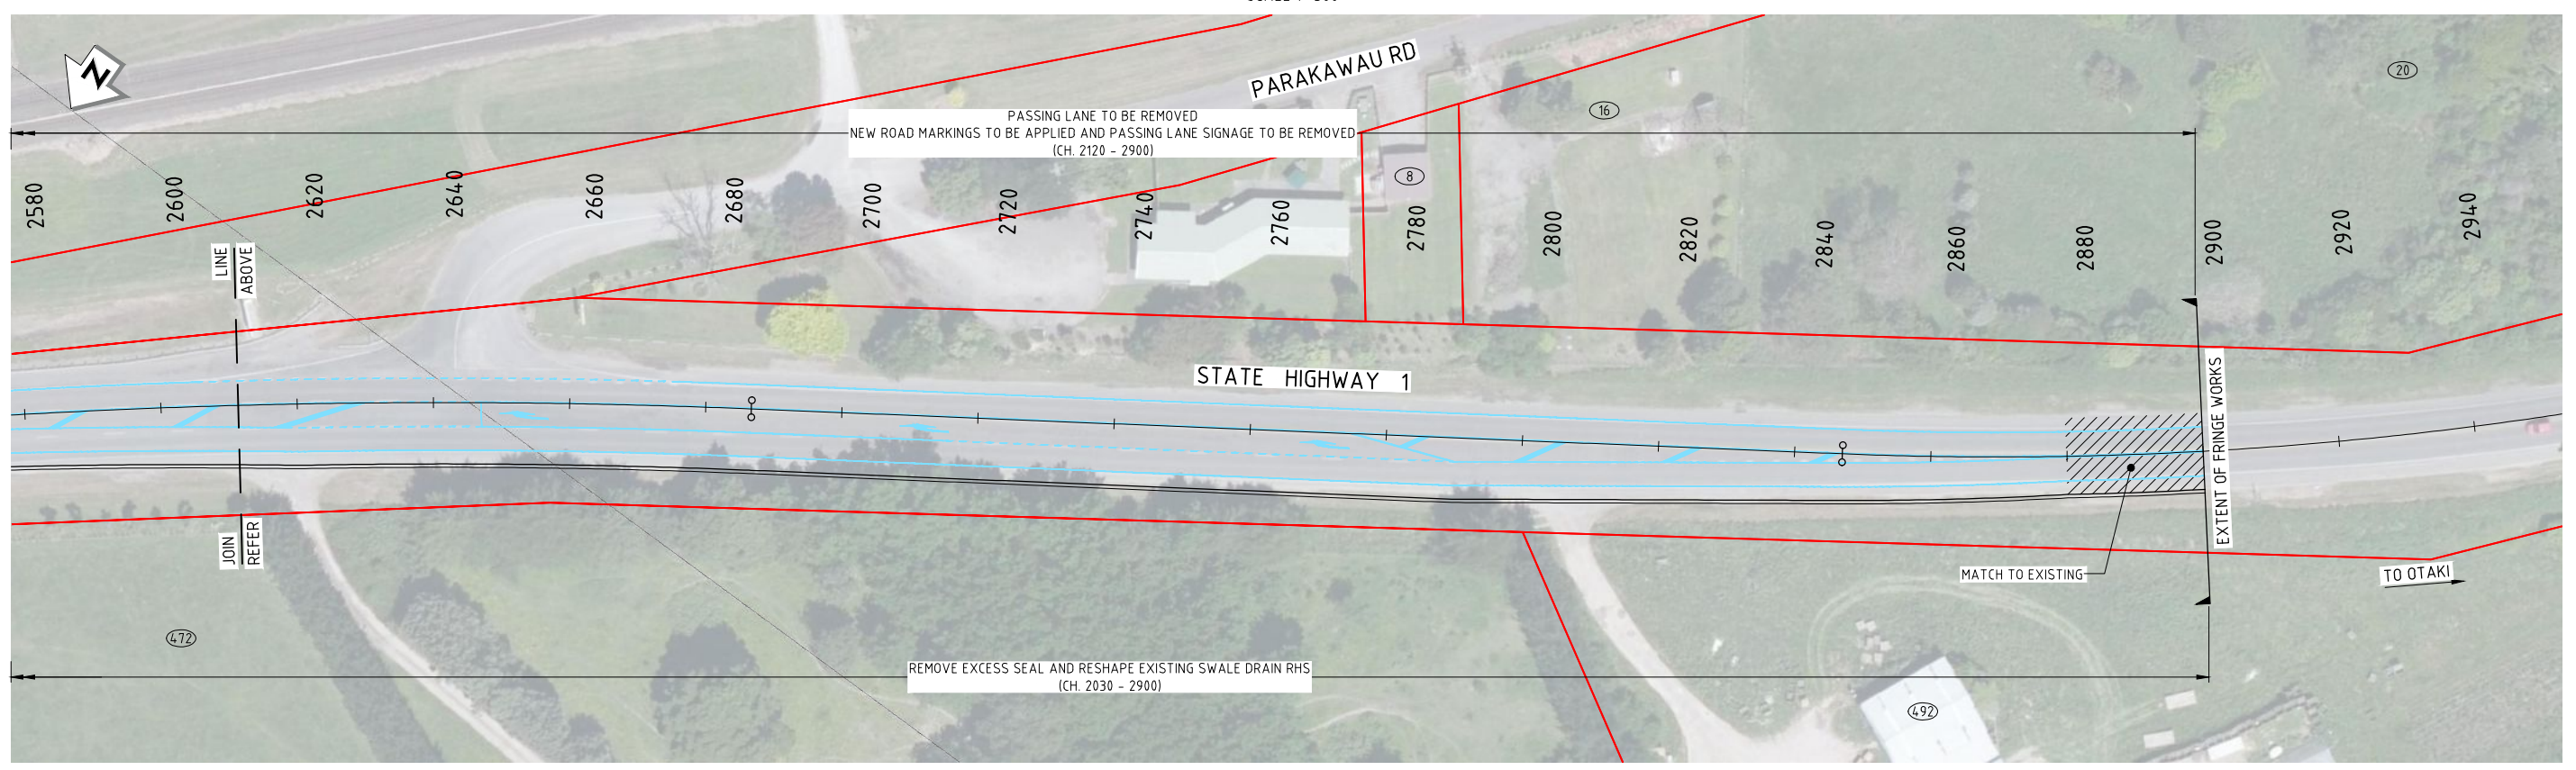 N
PARAKAWAU RD
PASSING LANE TO BE REMOVED
NEW ROAD MARKINGS TO BE APPLIED AND PASSING LANE SIGNAGE TO BE REMOVED
(CH. 2120 - 2900)
20
16
8
2580
2600
2620
2640
2660
2680
2700
2720
2740
2760
2780
2800
2820
2840
2860
2880
2900
2920
2940
LINE
ABOVE
STATE HIGHWAY 1
EXTENT OF FRINGE WORKS
JOIN
REFER
MATCH TO EXISTING
TO OTAKI
472
REMOVE EXCESS SEAL AND RESHAPE EXISTING SWALE DRAIN RHS
(CH. 2030 - 2900)
492